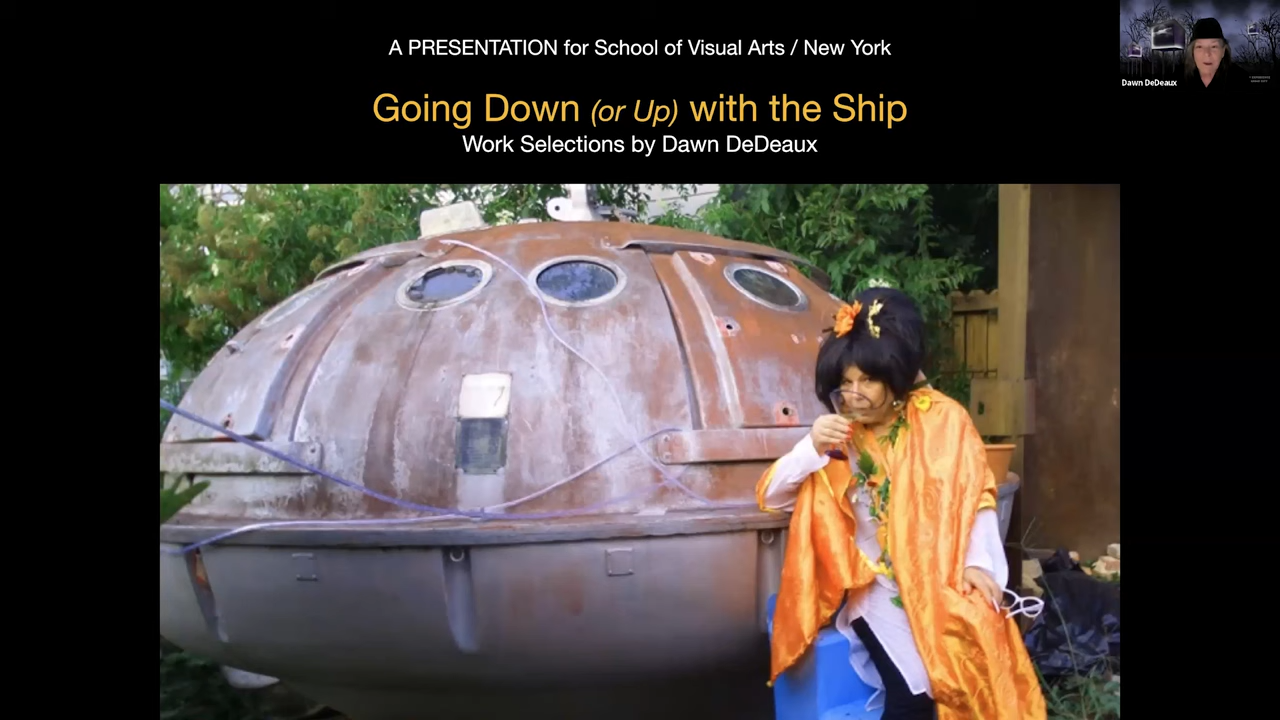 A PRESENTATION for School of Visual Arts / New York
Going Down (or Up) with the Ship
Work Selections by Dawn DeDeaux
Dawn DeDeaux